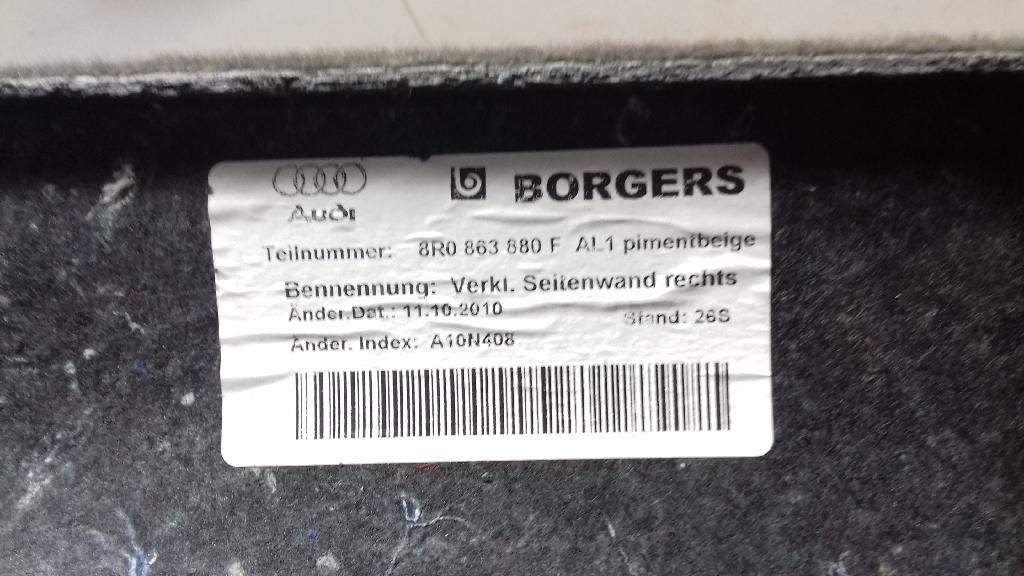 Audi
BORGERS
Teilnummer: 8R0 863 880 F AL1 pimentbeige
Bennennung: Verkl. Seitenwand rechts
Änder.Dat.: 11.10.2010 Stand: 26S
Änder. Index: A10N408